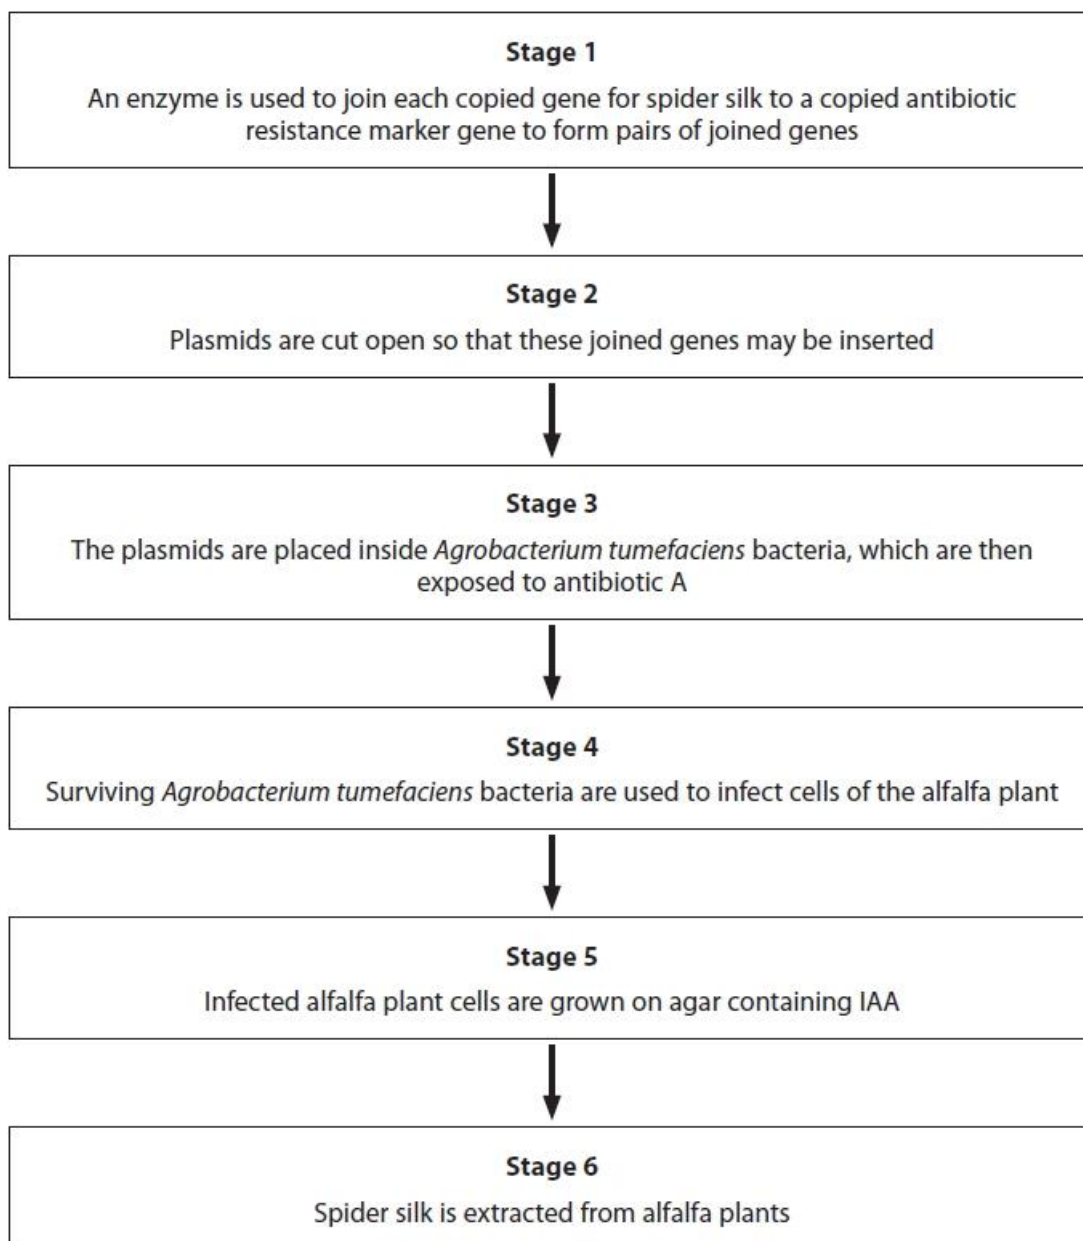 Stage 1
An enzyme is used to join each copied gene for spider silk to a copied antibiotic
resistance marker gene to form pairs of joined genes
Stage 2
Plasmids are cut open so that these joined genes may be inserted
Stage 3
The plasmids are placed inside Agrobacterium tumefaciens bacteria, which are then
exposed to antibiotic A
Stage 4
Surviving Agrobacterium tumefaciens bacteria are used to infect cells of the alfalfa plant
Stage 5
Infected alfalfa plant cells are grown on agar containing IAA
Stage 6
Spider silk is extracted from alfalfa plants